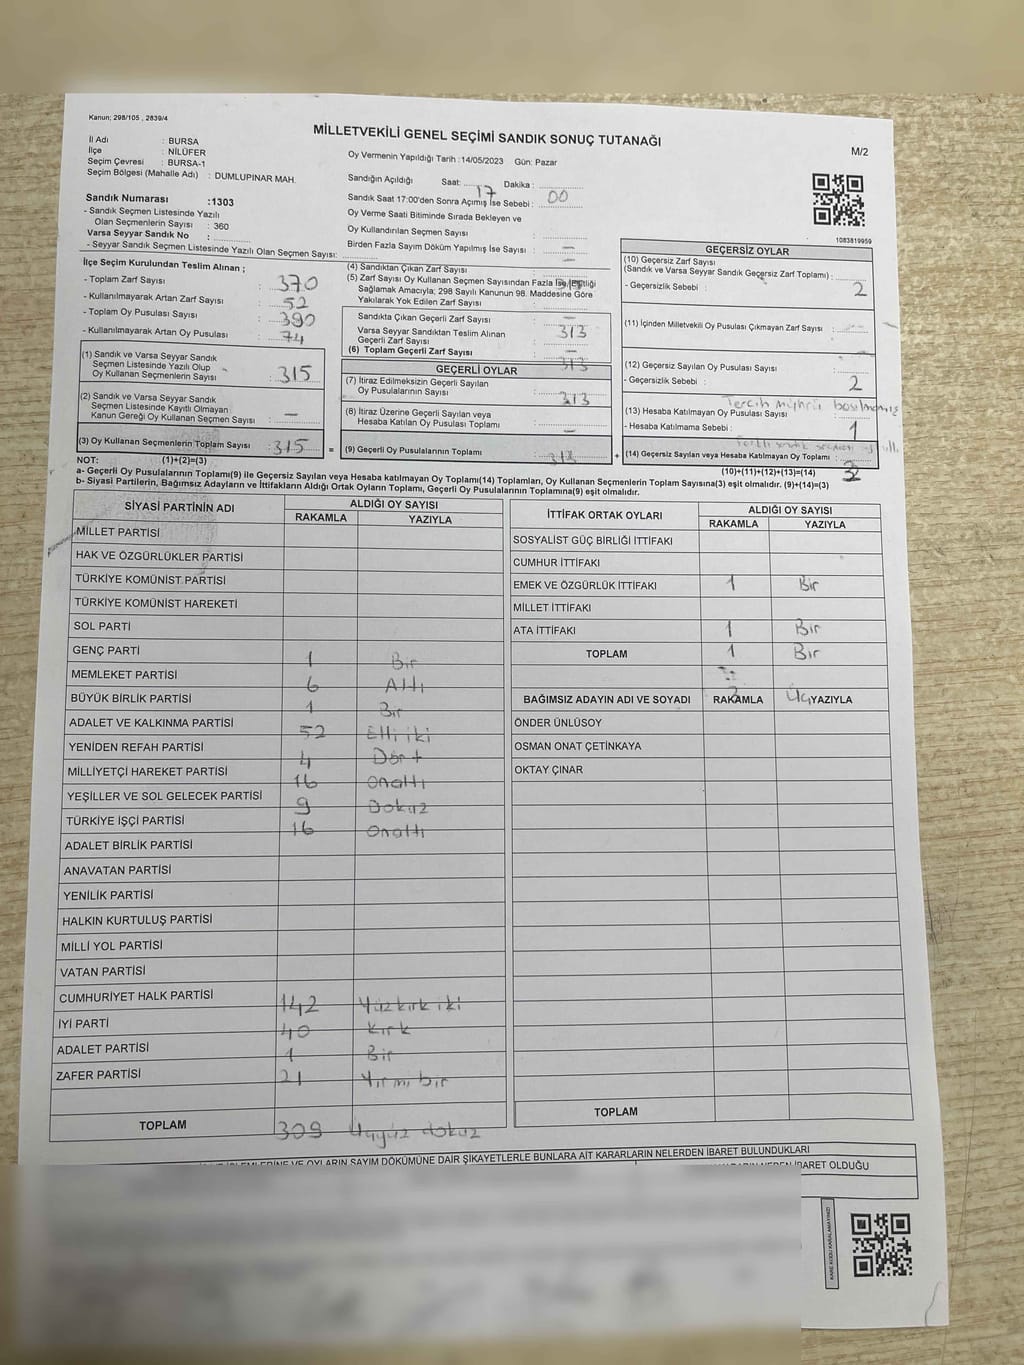 Kanun; 298/105 , 2839/4
MİLLETVEKİLİ GENEL SEÇİMİ SANDIK SONUÇ TUTANAĞI
M/2
İl Adı : BURSA
İlçe : NİLÜFER
Seçim Çevresi : BURSA-1
Seçim Bölgesi (Mahalle Adı) : DUMLUPINAR MAH.
Oy Vermenin Yapıldığı Tarih : 14/05/2023 Gün: Pazar
Sandığın Açıldığı Saat: 17 Dakika : 00
Sandık Saat 17:00'den Sonra Açımış İse Sebebi :
Oy Verme Saati Bitiminde Sırada Bekleyen ve
Oy Kullandırılan Seçmen Sayısı : —
Birden Fazla Sayım Döküm Yapılmış İse Sayısı : —
Sandık Numarası :1303
- Sandık Seçmen Listesinde Yazılı
Olan Seçmenlerin Sayısı : 360
Varsa Seyyar Sandık No :
- Seyyar Sandık Seçmen Listesinde Yazılı Olan Seçmen Sayısı:
1083819959
İlçe Seçim Kurulundan Teslim Alınan ;
- Toplam Zarf Sayısı : 370
- Kullanılmayarak Artan Zarf Sayısı : 52
- Toplam Oy Pusulası Sayısı : 390
- Kullanılmayarak Artan Oy Pusulası : 74
(1) Sandık ve Varsa Seyyar Sandık
Seçmen Listesinde Yazılı Olup
Oy Kullanan Seçmenlerin Sayısı : 315
(2) Sandık ve Varsa Seyyar Sandık
Seçmen Listesinde Kayıtlı Olmayan
Kanun Gereği Oy Kullanan Seçmen Sayısı : —
(3) Oy Kullanan Seçmenlerin Toplam Sayısı : 315
(4) Sandıktan Çıkan Zarf Sayısı
(5) Zarf Sayısı Oy Kullanan Seçmen Sayısından Fazla İse, Eşitliği
Sağlamak Amacıyla; 298 Sayılı Kanunun 98. Maddesine Göre
Yakılarak Yok Edilen Zarf Sayısı :
Sandıkta Çıkan Geçerli Zarf Sayısı : —
Varsa Seyyar Sandıktan Teslim Alınan
Geçerli Zarf Sayısı : 313
(6) Toplam Geçerli Zarf Sayısı : —
313
GEÇERLİ OYLAR
(7) İtiraz Edilmeksizin Geçerli Sayılan
Oy Pusulalarının Sayısı : 313
(8) İtiraz Üzerine Geçerli Sayılan veya
Hesaba Katılan Oy Pusulası Toplamı : —
= (9) Geçerli Oy Pusulalarının Toplamı :
GEÇERSİZ OYLAR
(10) Geçersiz Zarf Sayısı
(Sandık ve Varsa Seyyar Sandık Geçersiz Zarf Toplamı) :
- Geçersizlik Sebebi : 2
(11) İçinden Milletvekili Oy Pusulası Çıkmayan Zarf Sayısı :
(12) Geçersiz Sayılan Oy Pusulası Sayısı :
- Geçersizlik Sebebi : 2
Tercih mührü basılmamış
(13) Hesaba Katılmayan Oy Pusulası Sayısı :
- Hesaba Katılmama Sebebi : 1
+ (14) Geçersiz Sayılan veya Hesaba Katılmayan Oy Toplamı : 3
NOT: (1)+(2)=(3) (10)+(11)+(12)+(13)=(14)
a- Geçerli Oy Pusulalarının Toplamı(9) ile Geçersiz Sayılan veya Hesaba Katılmayan Oy Toplamı(14) Toplamları, Oy Kullanan Seçmenlerin Toplam Sayısına(3) eşit olmalıdır. (9)+(14)=(3)
b- Siyasi Partilerin, Bağımsız Adayların ve İttifakların Aldığı Ortak Oyların Toplamı, Geçerli Oy Pusulalarının Toplamına(9) eşit olmalıdır.
SİYASİ PARTİNİN ADI
ALDIĞI OY SAYISI
RAKAMLA YAZIYLA
MİLLET PARTİSİ
HAK VE ÖZGÜRLÜKLER PARTİSİ
TÜRKİYE KOMÜNİST PARTİSİ
TÜRKİYE KOMÜNİST HAREKETİ
SOL PARTİ
GENÇ PARTİ 1 Bir
MEMLEKET PARTİSİ 6 Altı
BÜYÜK BİRLİK PARTİSİ 1 Bir
ADALET VE KALKINMA PARTİSİ 52 Elli iki
YENİDEN REFAH PARTİSİ 4 Dört
MİLLİYETÇİ HAREKET PARTİSİ 16 Onaltı
YEŞİLLER VE SOL GELECEK PARTİSİ 9 Dokuz
TÜRKİYE İŞÇİ PARTİSİ 16 Onaltı
ADALET BİRLİK PARTİSİ
ANAVATAN PARTİSİ
YENİLİK PARTİSİ
HALKIN KURTULUŞ PARTİSİ
MİLLİ YOL PARTİSİ
VATAN PARTİSİ
CUMHURİYET HALK PARTİSİ 142 Yüzkırk iki
İYİ PARTİ 40 Kırk
ADALET PARTİSİ 1 Bir
ZAFER PARTİSİ 21 Yirmi bir
TOPLAM 309 Üçyüz dokuz
İTTİFAK ORTAK OYLARI
ALDIĞI OY SAYISI
RAKAMLA YAZIYLA
SOSYALİST GÜÇ BİRLİĞİ İTTİFAKI
CUMHUR İTTİFAKI
EMEK VE ÖZGÜRLÜK İTTİFAKI 1 Bir
MİLLET İTTİFAKI
ATA İTTİFAKI 1 Bir
TOPLAM 1 Bir
BAĞIMSIZ ADAYIN ADI VE SOYADI RAKAMLA 3 Üç YAZIYLA
ÖNDER ÜNLÜSOY
OSMAN ONAT ÇETİNKAYA
OKTAY ÇINAR
TOPLAM
VE OYLARIN SAYIM DÖKÜMÜNE DAİR ŞİKAYETLERLE BUNLARA AİT KARARLARIN NELERDEN İBARET BULUNDUKLARI
NEDEN İBARET OLDUĞU
KARE KODU KARALAMAYINIZ!